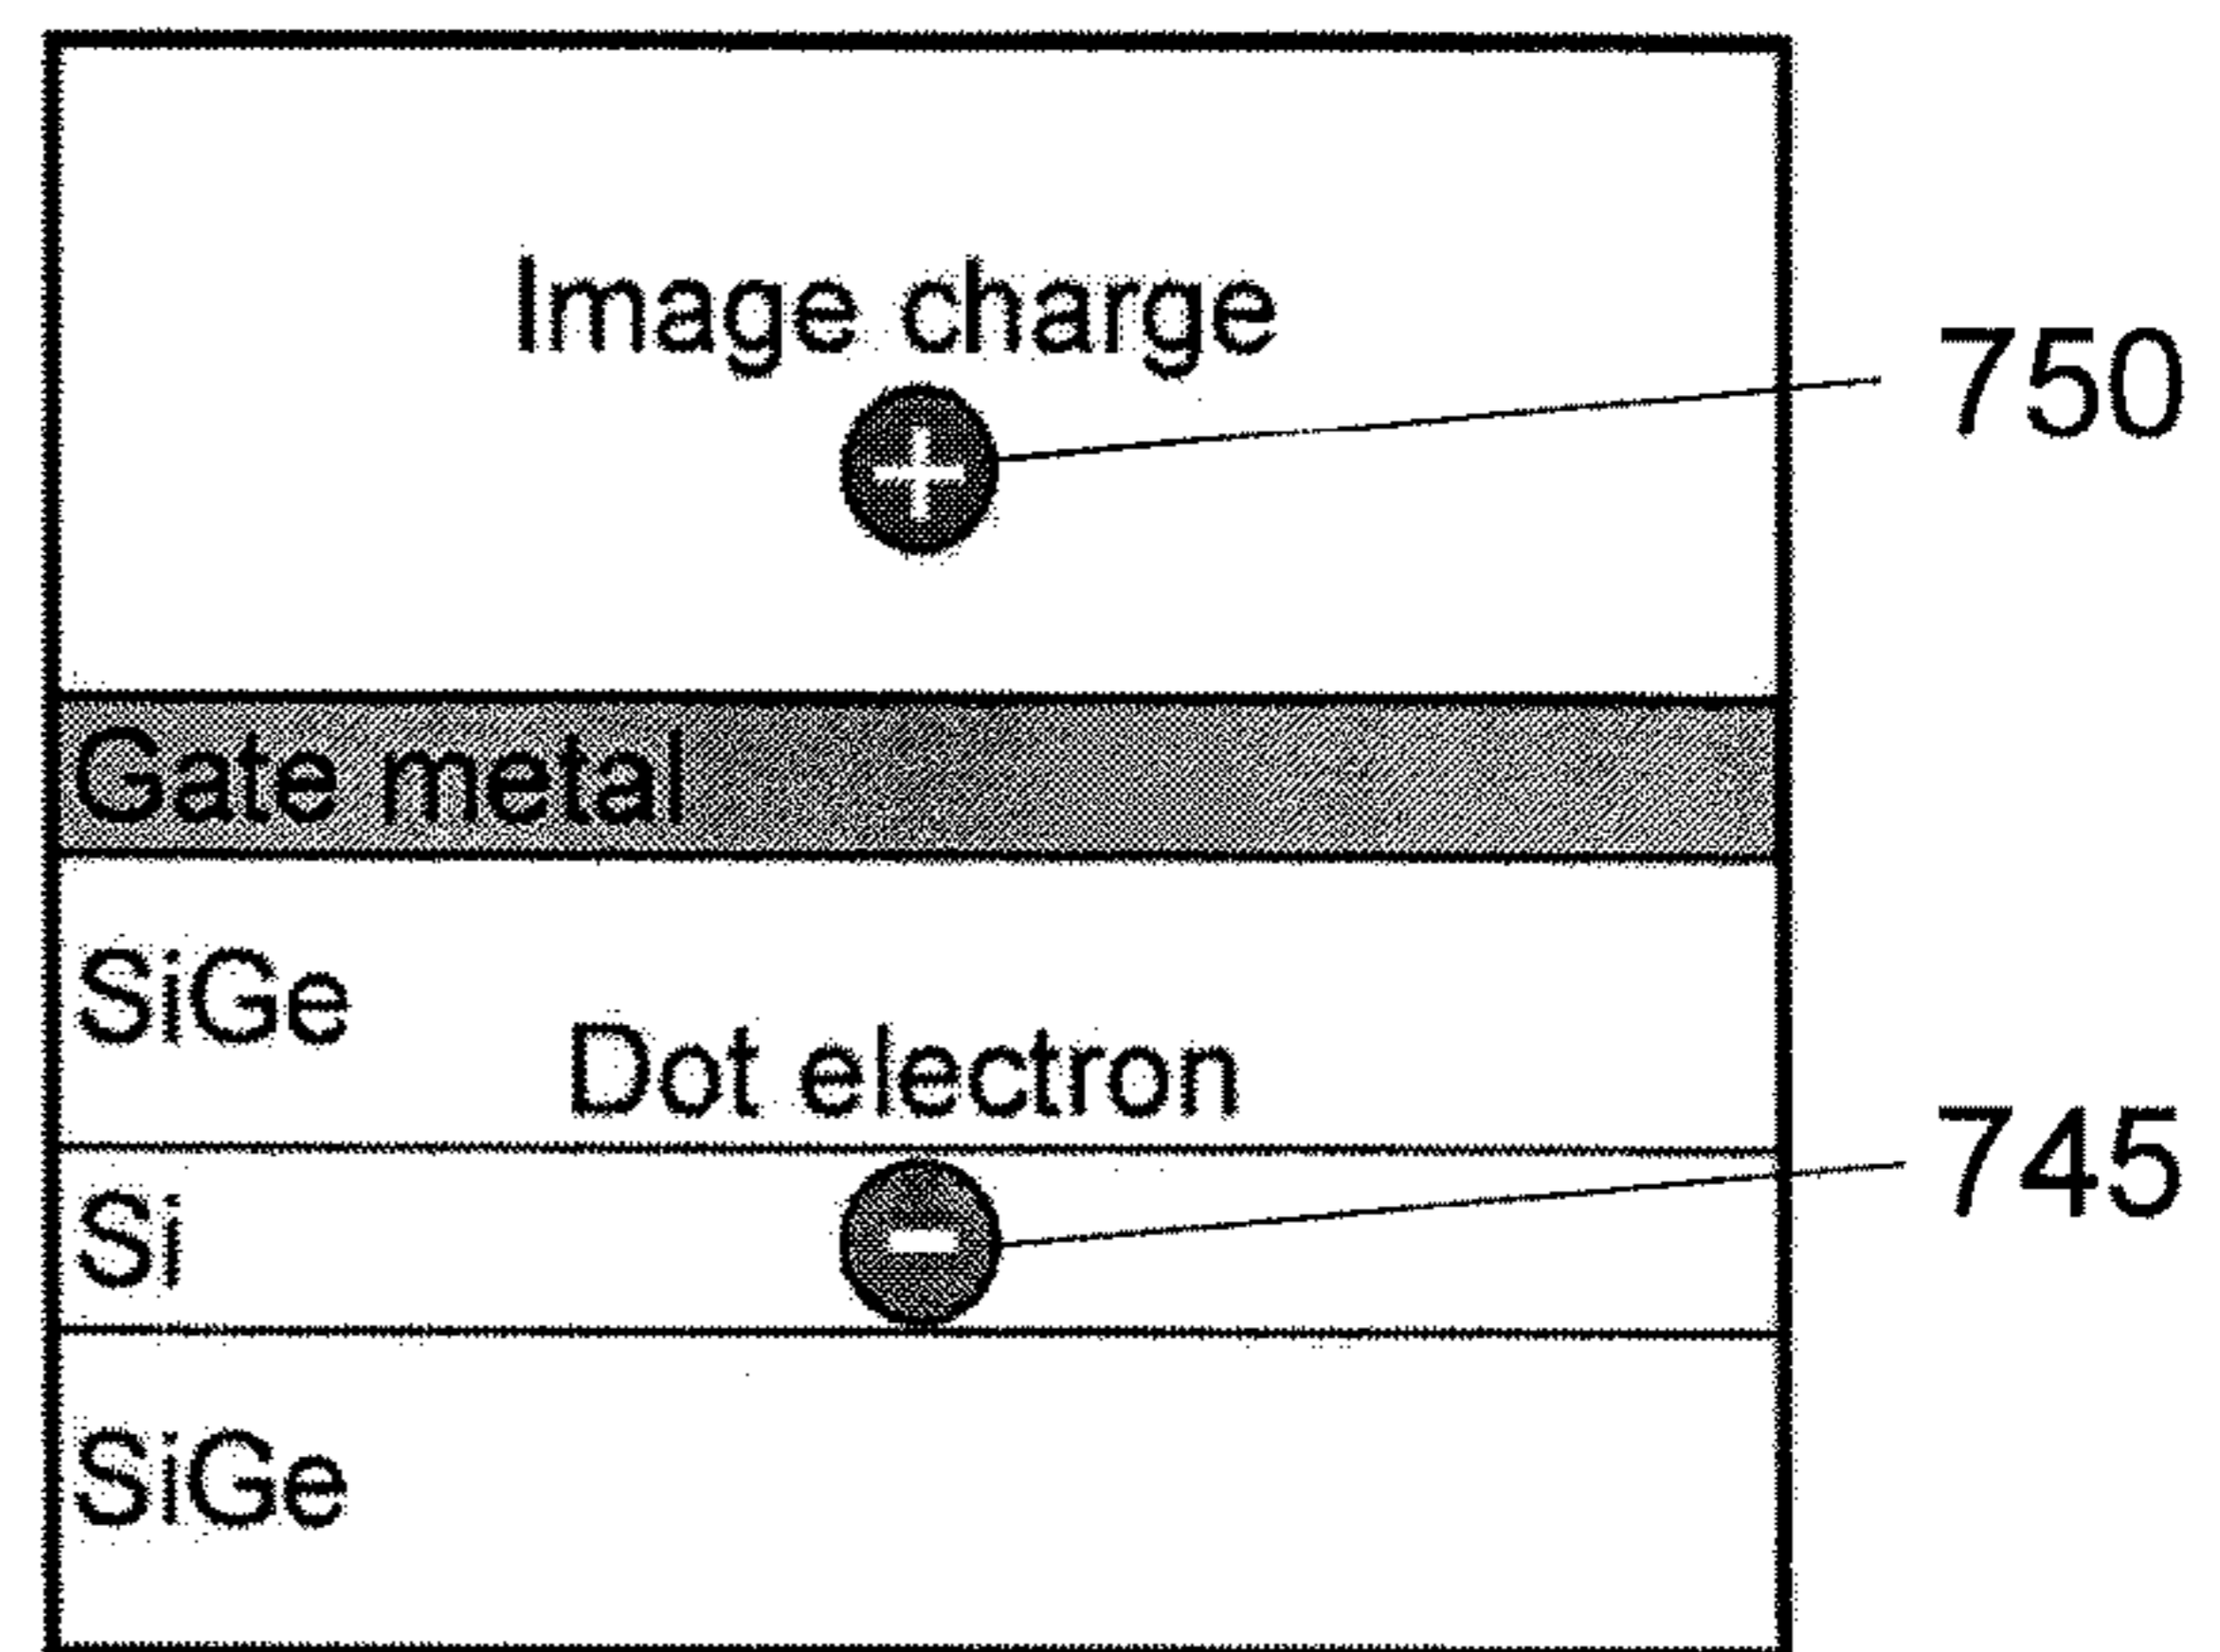 Image charge
+
750
Gate metal
SiGe
Dot electron
745
Si
-
SiGe